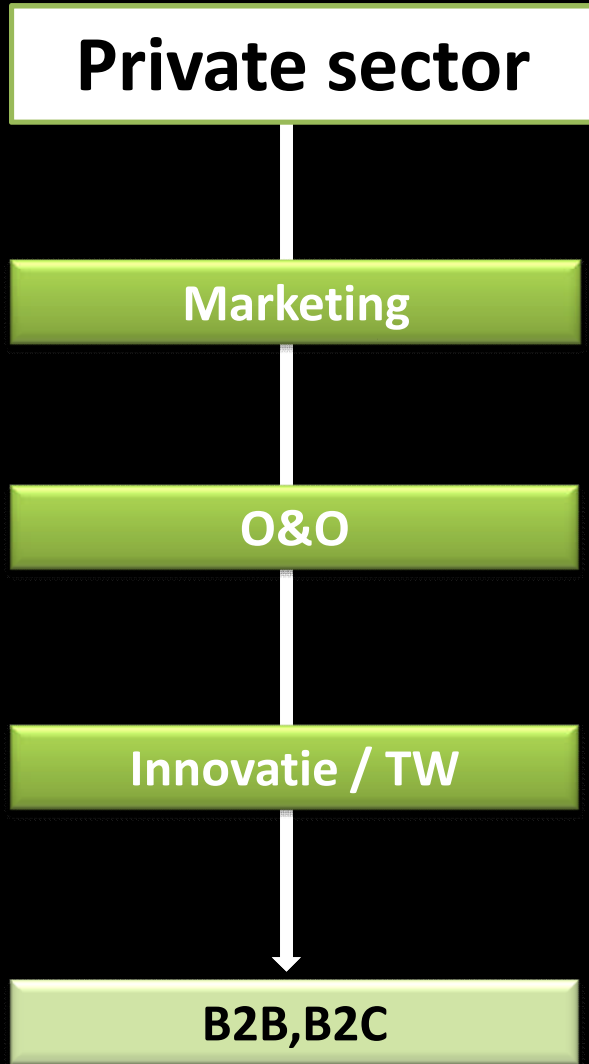 Private sector
Marketing
O&O
Innovatie / TW
B2B,B2C